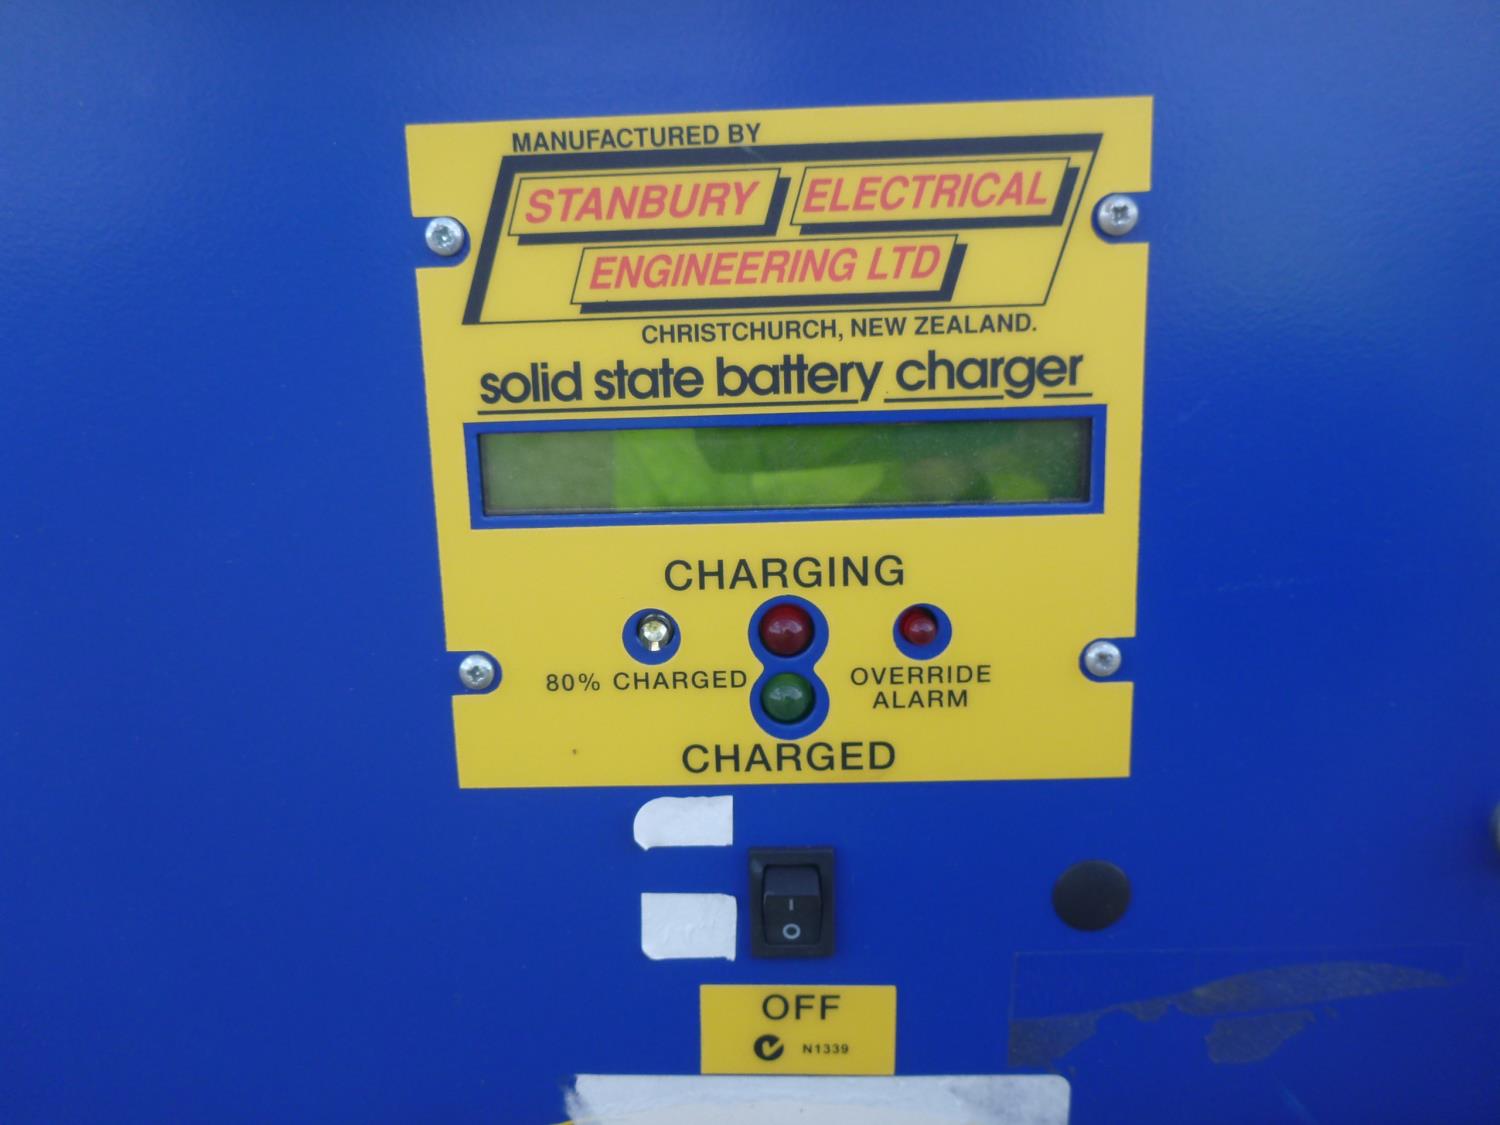 MANUFACTURED BY
STANBURY ELECTRICAL
ENGINEERING LTD
CHRISTCHURCH, NEW ZEALAND.
solid state battery charger
CHARGING
80% CHARGED
OVERRIDE
ALARM
CHARGED
I
O
OFF
N1339